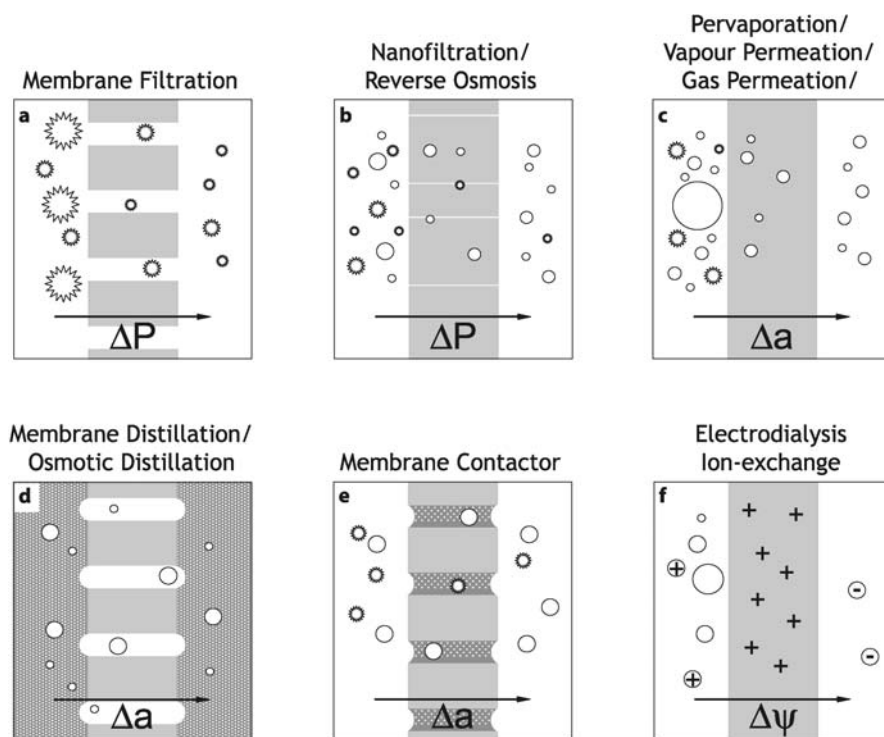 Membrane Filtration
Nanofiltration/
Reverse Osmosis
Pervaporation/
Vapour Permeation/
Gas Permeation/
a
b
c
ΔP
ΔP
Δa
Membrane Distillation/
Osmotic Distillation
Membrane Contactor
Electrodialysis
Ion-exchange
d
e
f
+ +
+
+ +
+
+
+
+
+
-
-
Δa
Δa
Δψ